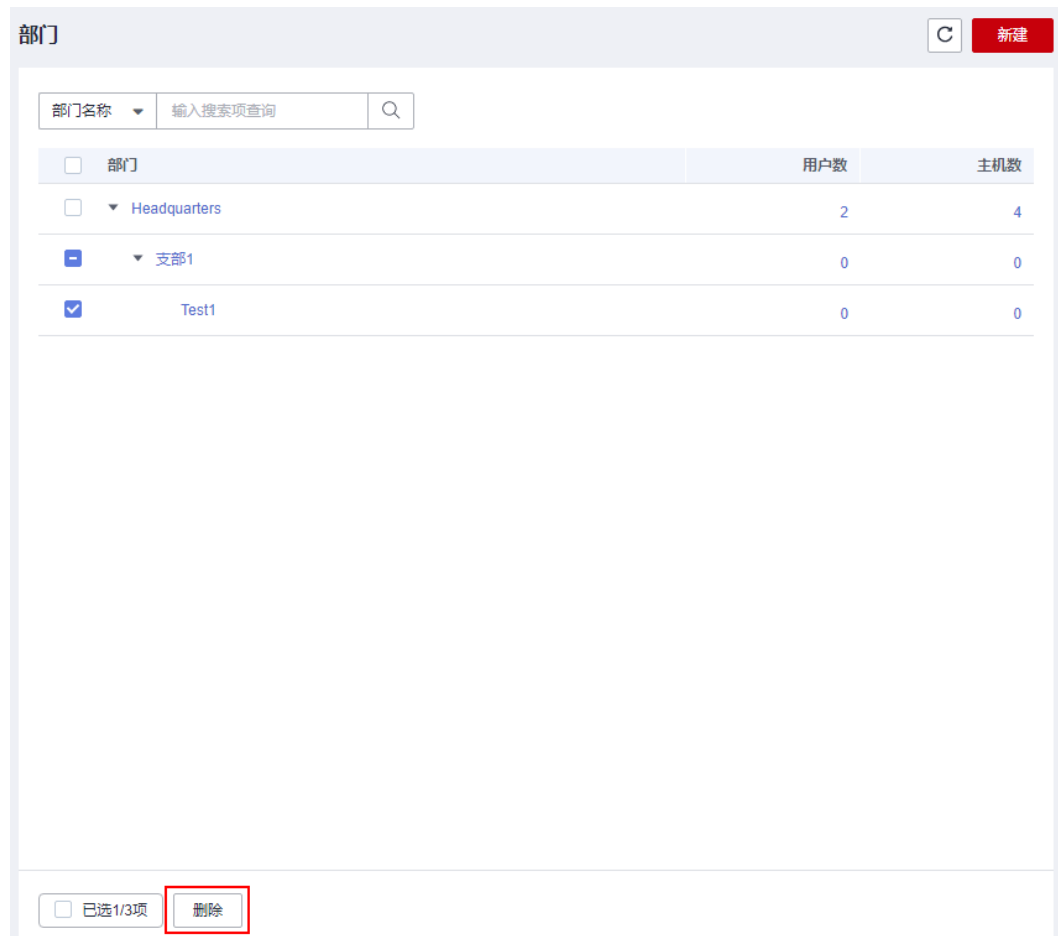 部门
新建
部门名称 输入搜索项查询
部门 用户数 主机数
Headquarters 2 4
支部1 0 0
Test1 0 0
已选1/3项 删除